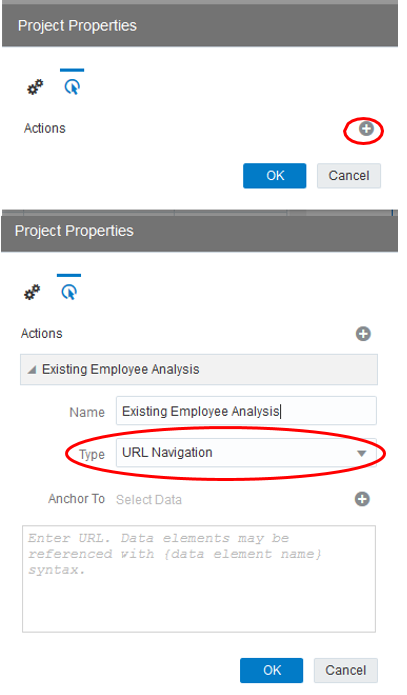 Project Properties
Actions
OK Cancel
Project Properties
Actions
Existing Employee Analysis
Name Existing Employee Analysis
Type URL Navigation
Anchor To Select Data
Enter URL. Data elements may be
referenced with {data element name}
syntax.
OK Cancel